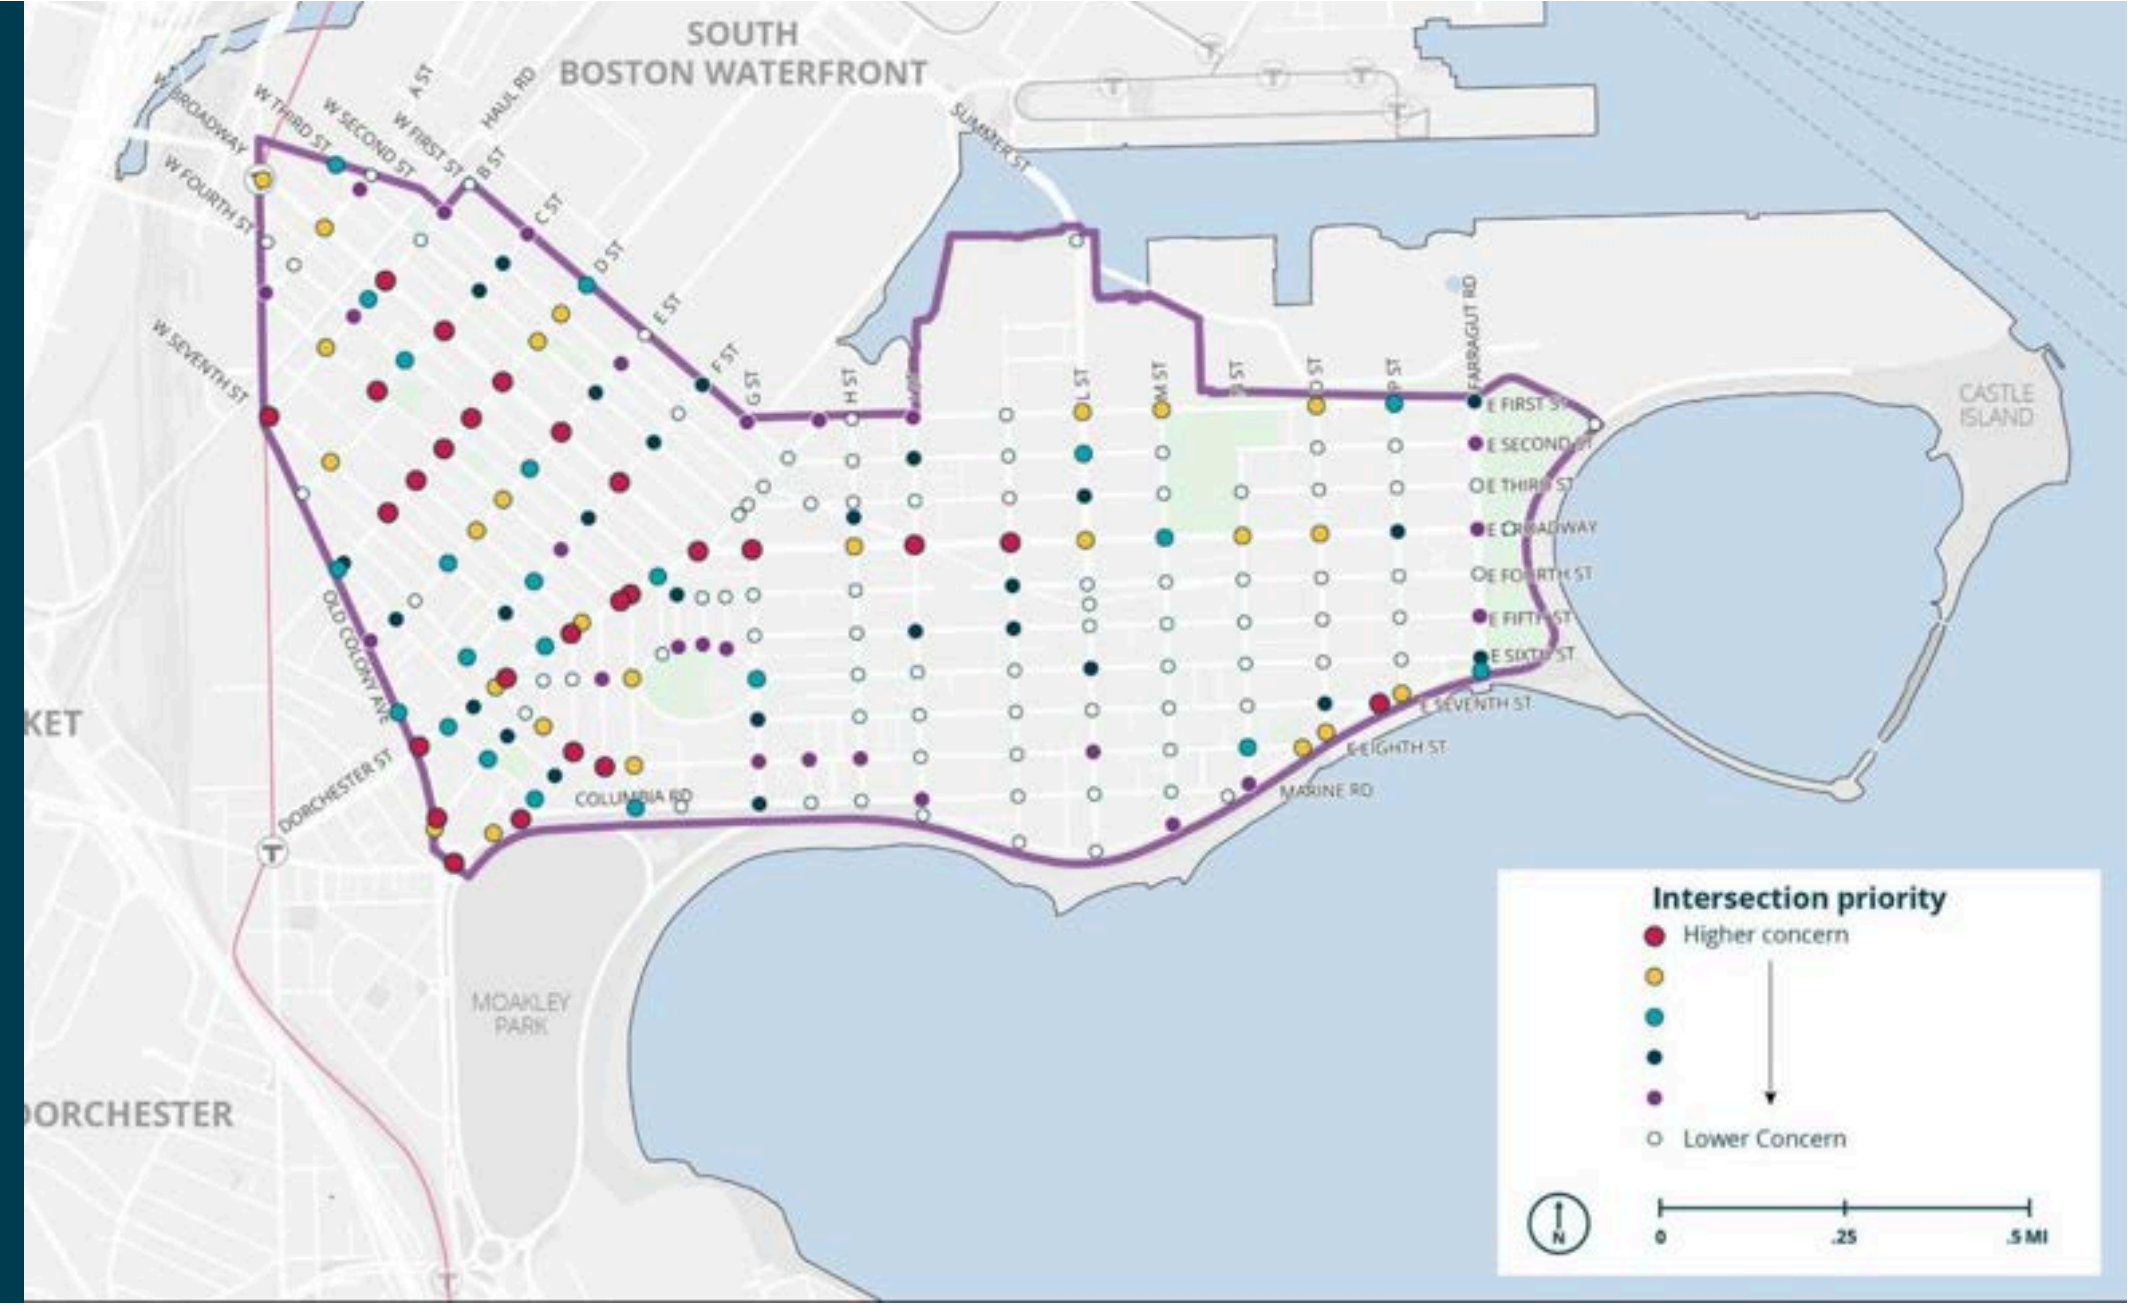 SOUTH
BOSTON WATERFRONT
A ST
HAUL RD
W BROADWAY
W THIRD ST
W SECOND ST
W FIRST ST
B ST
SUMMER ST
W FOURTH ST
C ST
D ST
E ST
F ST
W SEVENTH ST
G ST
H ST
L ST
M ST
O ST
P ST
FARRAGUT RD
E FIRST ST
CASTLE
ISLAND
E SECOND ST
E THIRD ST
E BROADWAY
E FOURTH ST
E FIFTH ST
E SIXTH ST
OLD COLONY AVE
E SEVENTH ST
KET
E EIGHTH ST
DORCHESTER ST
COLUMBIA RD
MARINE RD
T
T
T
T
T
T
T
MOAKLEY
PARK
DORCHESTER
Intersection priority
Higher concern
Lower Concern
N
0 .25 .5 MI